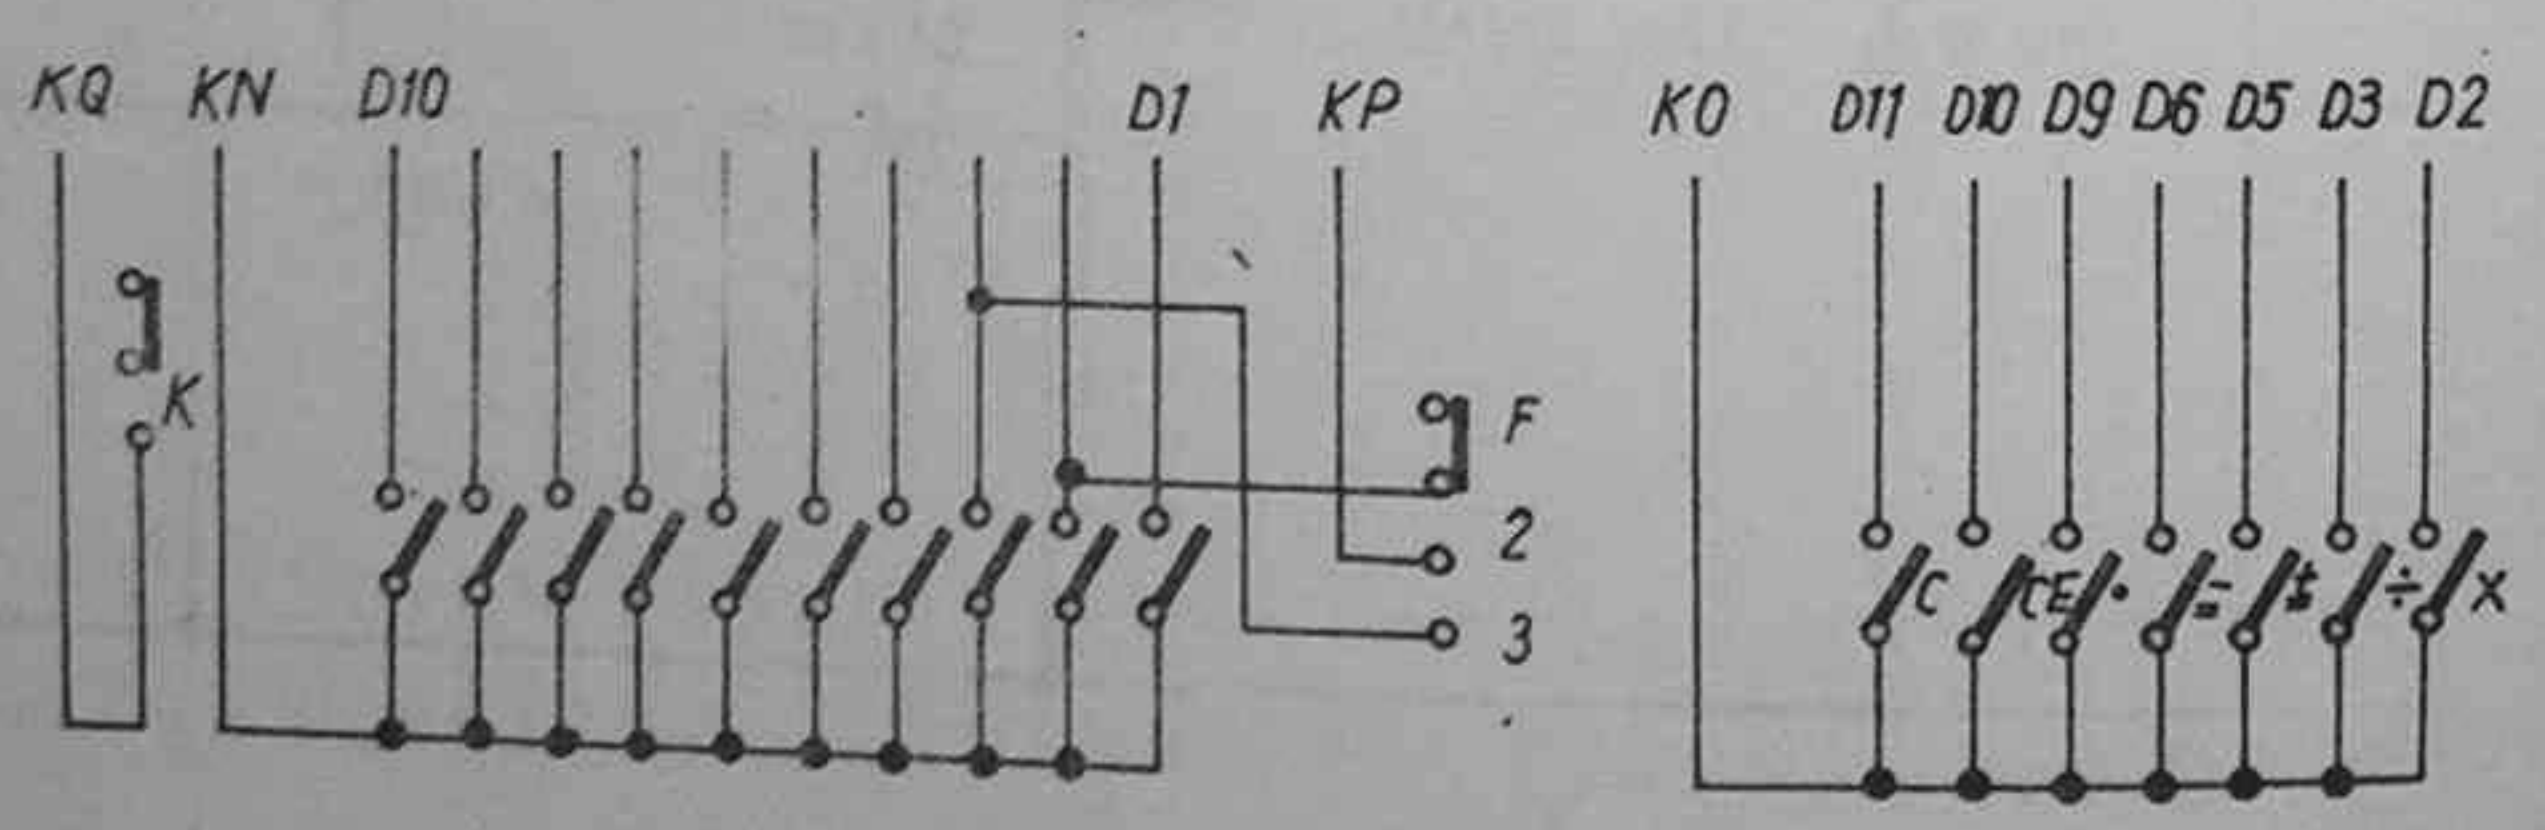 KQ KN D10 D1 KP KO D11 D10 D9 D6 D5 D3 D2
K
F
2
3
C CE · = ± ÷ X